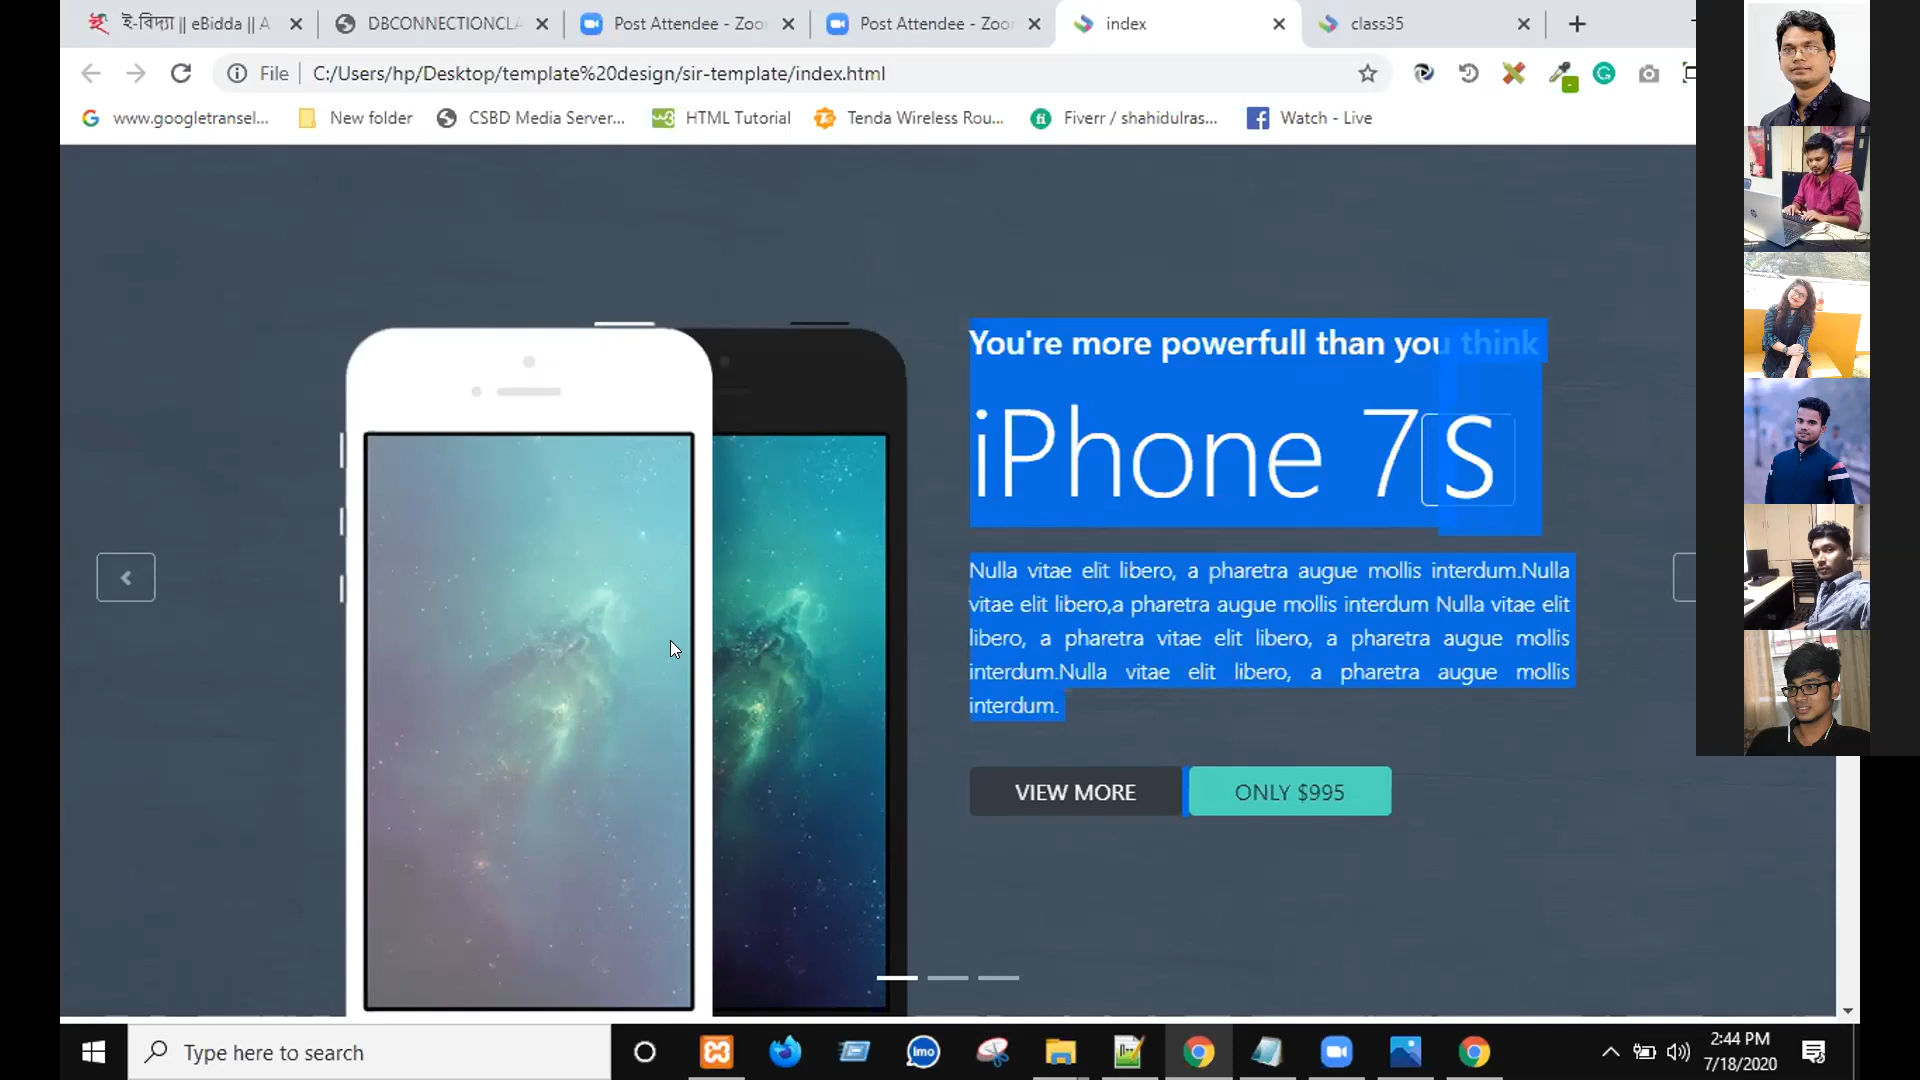 ই-বিদ্যা || eBidda || A
DBCONNECTIONCLA
Post Attendee - Zoo
Post Attendee - Zoor
index
class35
File
C:/Users/hp/Desktop/template%20design/sir-template/index.html
www.googletransel...
New folder
CSBD Media Server...
HTML Tutorial
Tenda Wireless Rou...
Fiverr / shahidulras...
Watch - Live
You're more powerfull than you think
iPhone 7S
Nulla vitae elit libero, a pharetra augue mollis interdum.Nulla
vitae elit libero,a pharetra augue mollis interdum Nulla vitae elit
libero, a pharetra vitae elit libero, a pharetra augue mollis
interdum.Nulla vitae elit libero, a pharetra augue mollis
interdum.
VIEW MORE
ONLY $995
Type here to search
imo
2:44 PM
7/18/2020